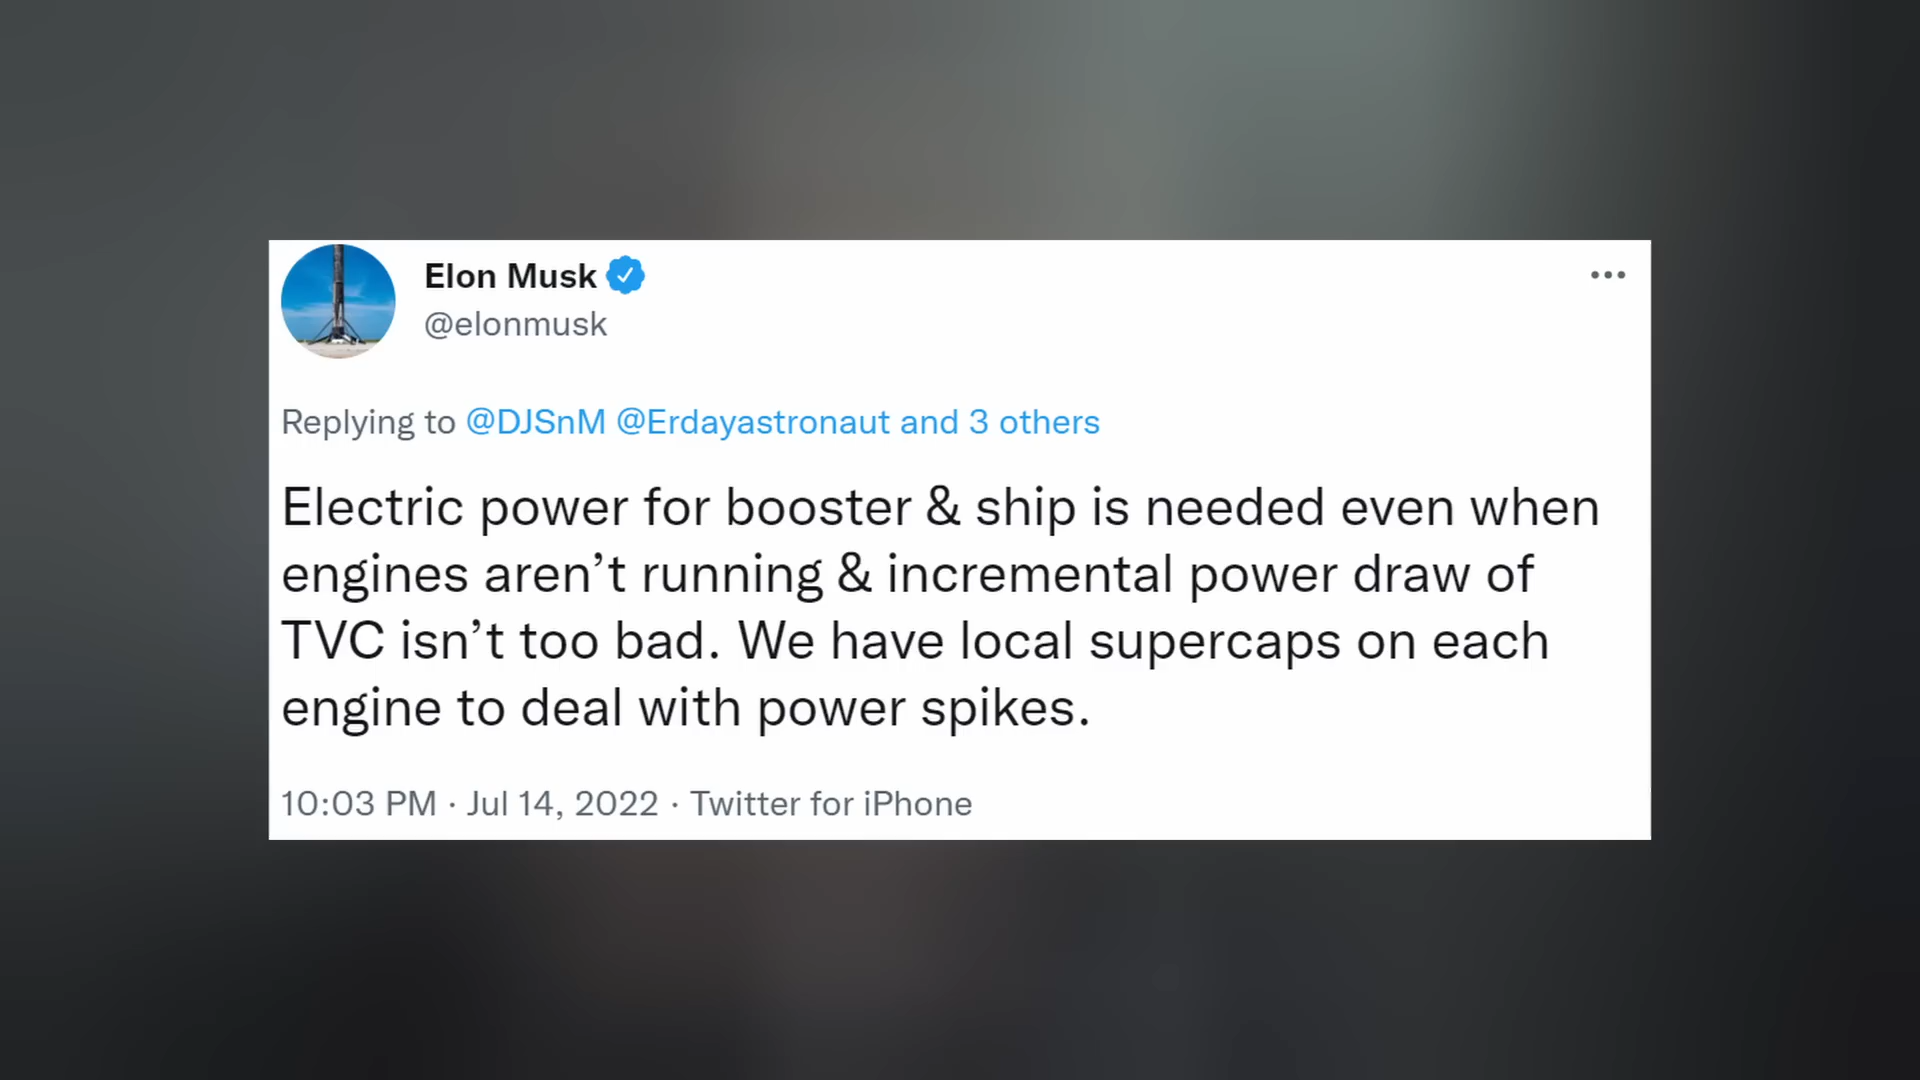 Elon Musk
@elonmusk
Replying to @DJSnM @Erdayastronaut and 3 others
Electric power for booster & ship is needed even when
engines aren’t running & incremental power draw of
TVC isn’t too bad. We have local supercaps on each
engine to deal with power spikes.
10:03 PM · Jul 14, 2022 · Twitter for iPhone